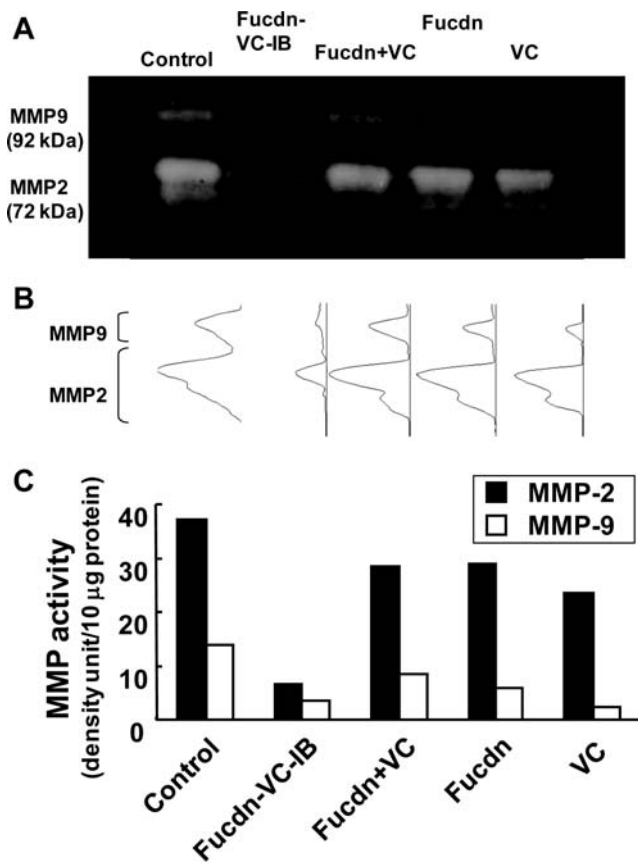 A
Fucdn-
VC-IB
Fucdn
Control
Fucdn+VC
VC
MMP9
(92 kDa)
MMP2
(72 kDa)
B
MMP9
MMP2
C
MMP-2
MMP-9
MMP activity
(density unit/10 µg protein)
40
30
20
10
0
Control
Fucdn-VC-IB
Fucdn+VC
Fucdn
VC